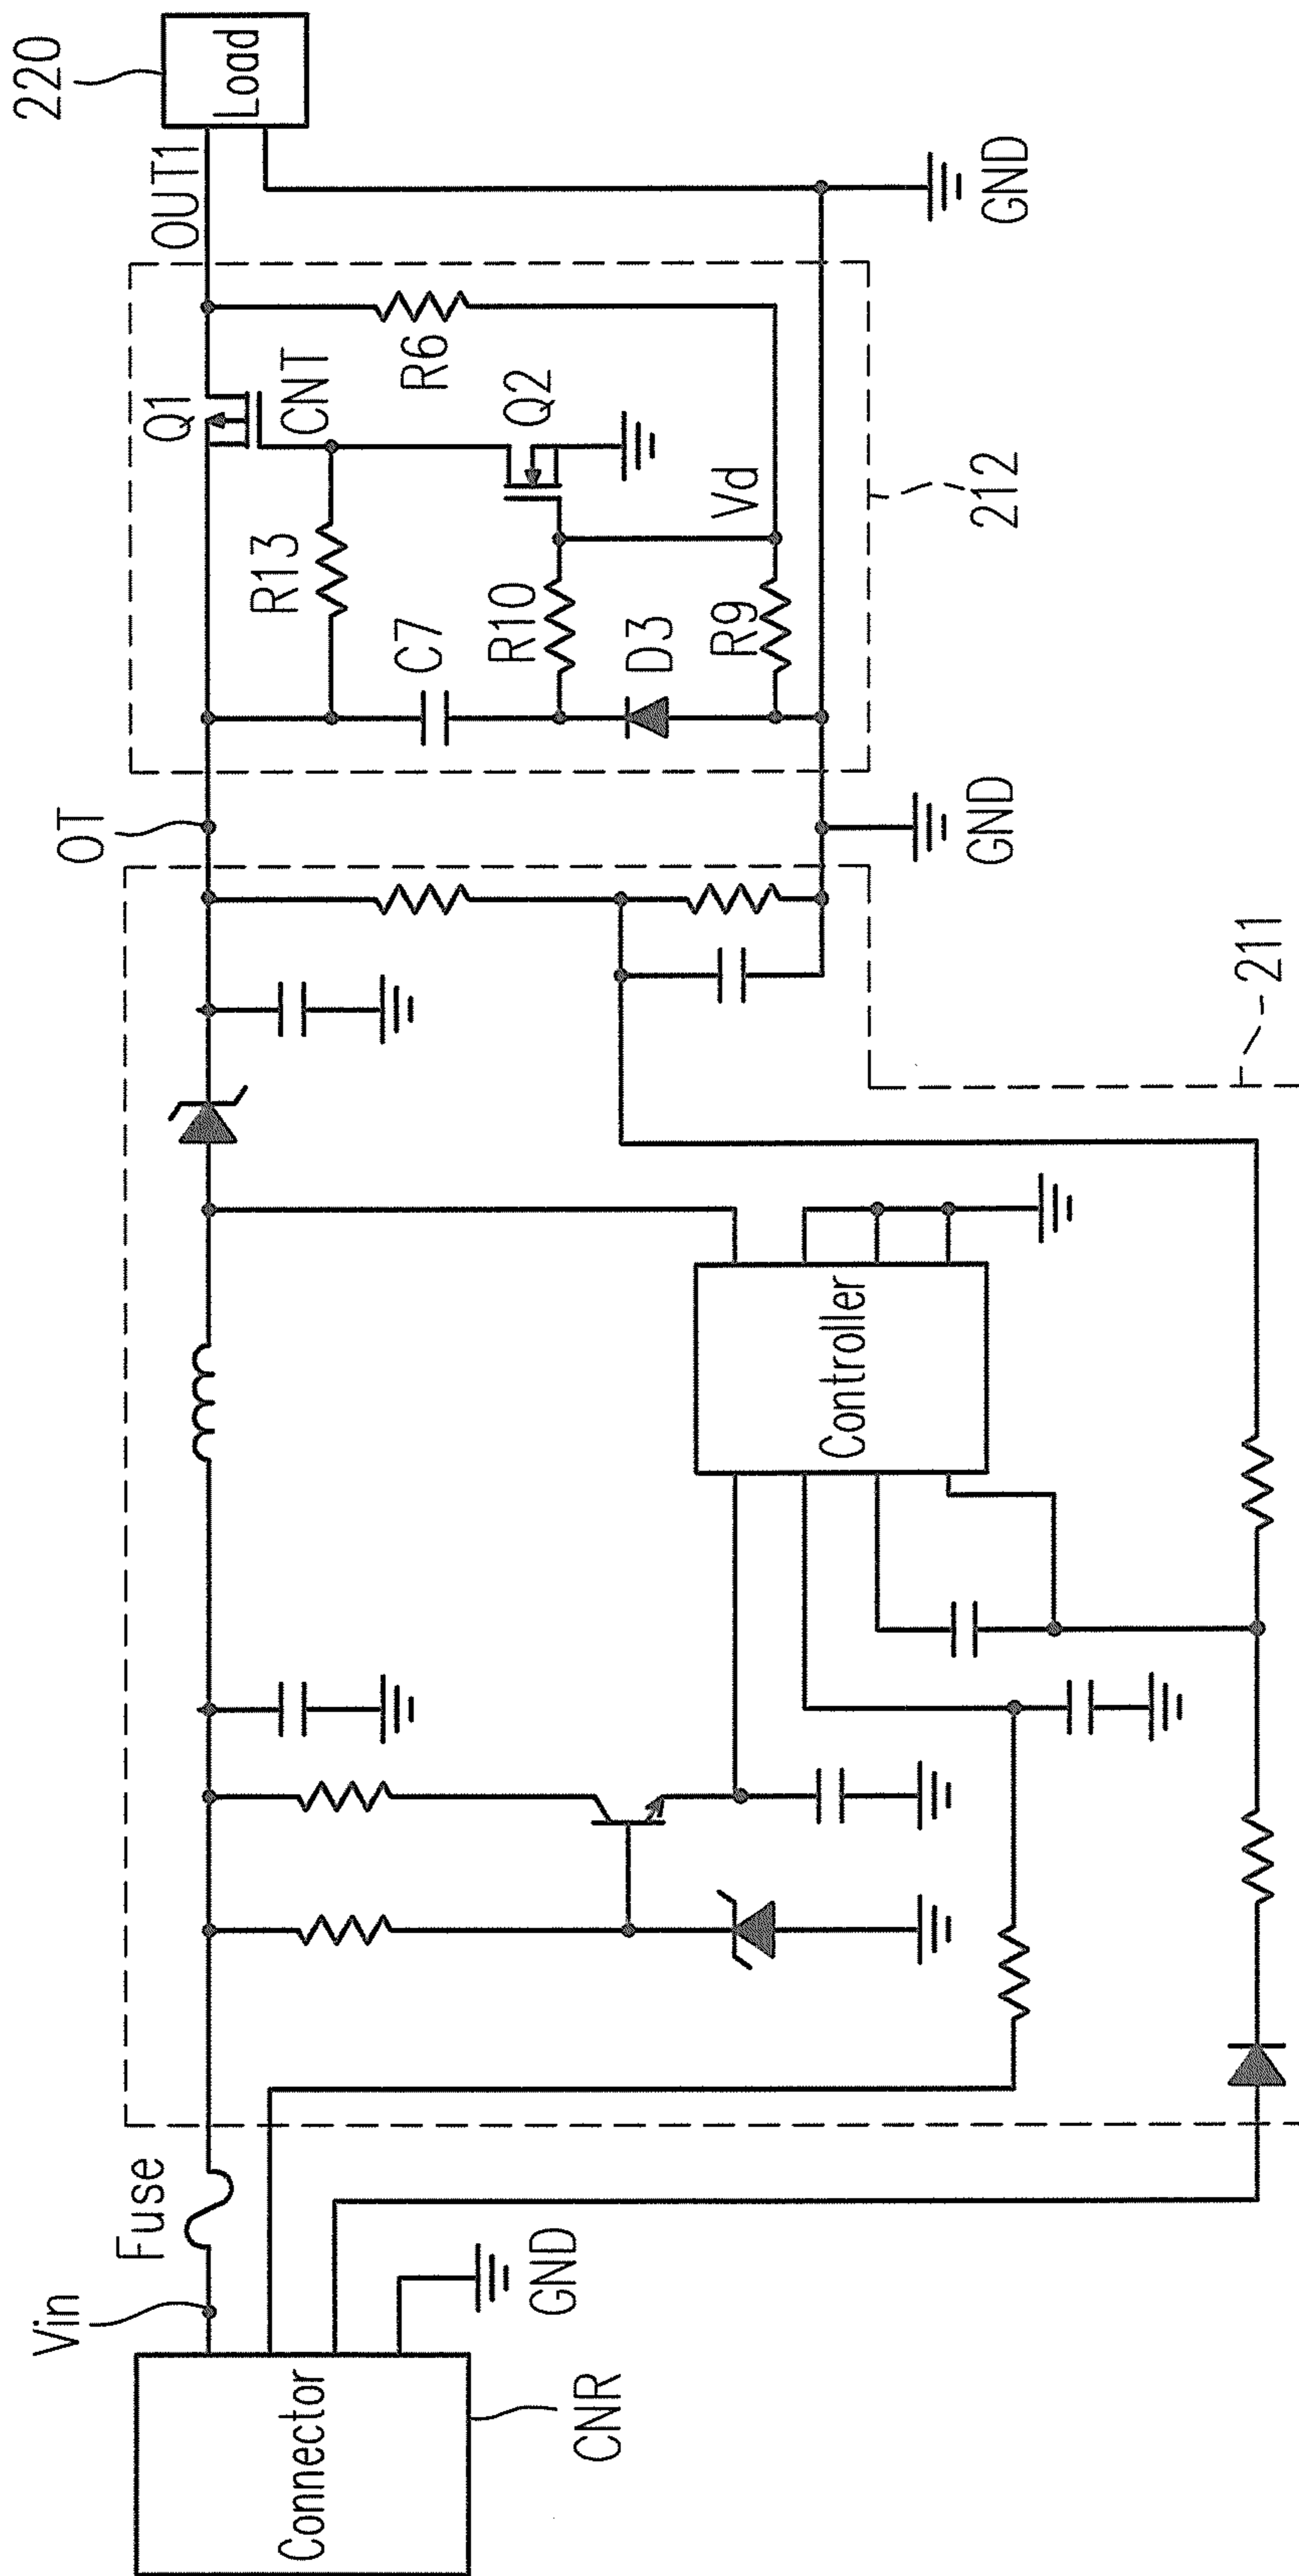 Connector
CNR
Vin
Fuse
GND
Controller
211
OT
GND
C7
R13
R10
D3
R9
Q1
CNT
Q2
Vd
R6
212
OUT1
Load
220
GND